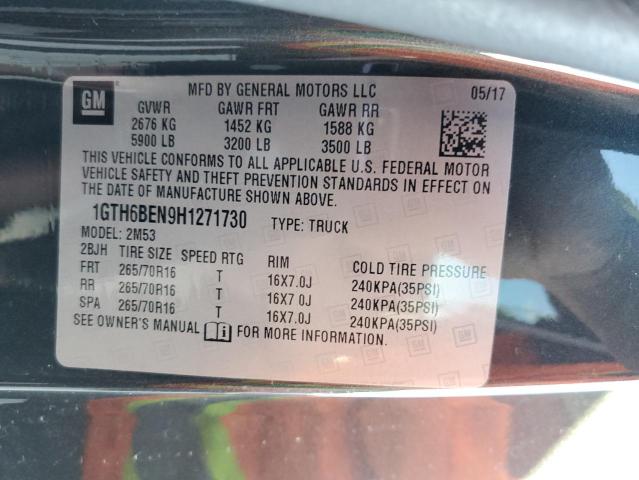 GM
MFD BY GENERAL MOTORS LLC 05/17
GVWR GAWR FRT GAWR RR
2676 KG 1452 KG 1588 KG
5900 LB 3200 LB 3500 LB
THIS VEHICLE CONFORMS TO ALL APPLICABLE U.S. FEDERAL MOTOR
VEHICLE SAFETY AND THEFT PREVENTION STANDARDS IN EFFECT ON
THE DATE OF MANUFACTURE SHOWN ABOVE.
1GTH6BEN9H1271730 TYPE: TRUCK
MODEL: 2M53
2BJH TIRE SIZE SPEED RTG RIM COLD TIRE PRESSURE
FRT 265/70R16 T 16X7.0J 240KPA(35PSI)
RR 265/70R16 T 16X7.0J 240KPA(35PSI)
SPA 265/70R16 T 16X7.0J 240KPA(35PSI)
SEE OWNER'S MANUAL FOR MORE INFORMATION.